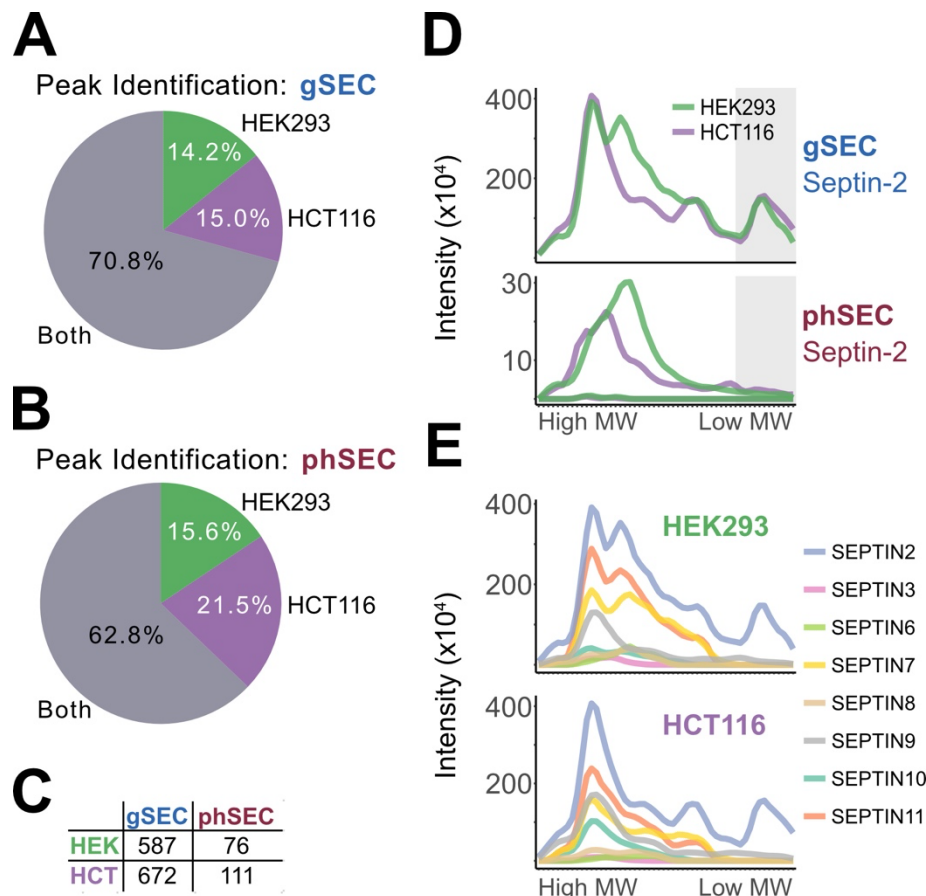 A
Peak Identification: gSEC
HEK293
14.2%
15.0%
HCT116
70.8%
Both
B
Peak Identification: phSEC
HEK293
15.6%
21.5%
HCT116
62.8%
Both
C
gSEC phSEC
HEK 587 76
HCT 672 111
D
Intensity (x10⁴)
400
200
HEK293
HCT116
gSEC
Septin-2
30
10
phSEC
Septin-2
High MW Low MW
E
Intensity (x10⁴)
400
200
HEK293
400
200
HCT116
High MW Low MW
SEPTIN2
SEPTIN3
SEPTIN6
SEPTIN7
SEPTIN8
SEPTIN9
SEPTIN10
SEPTIN11